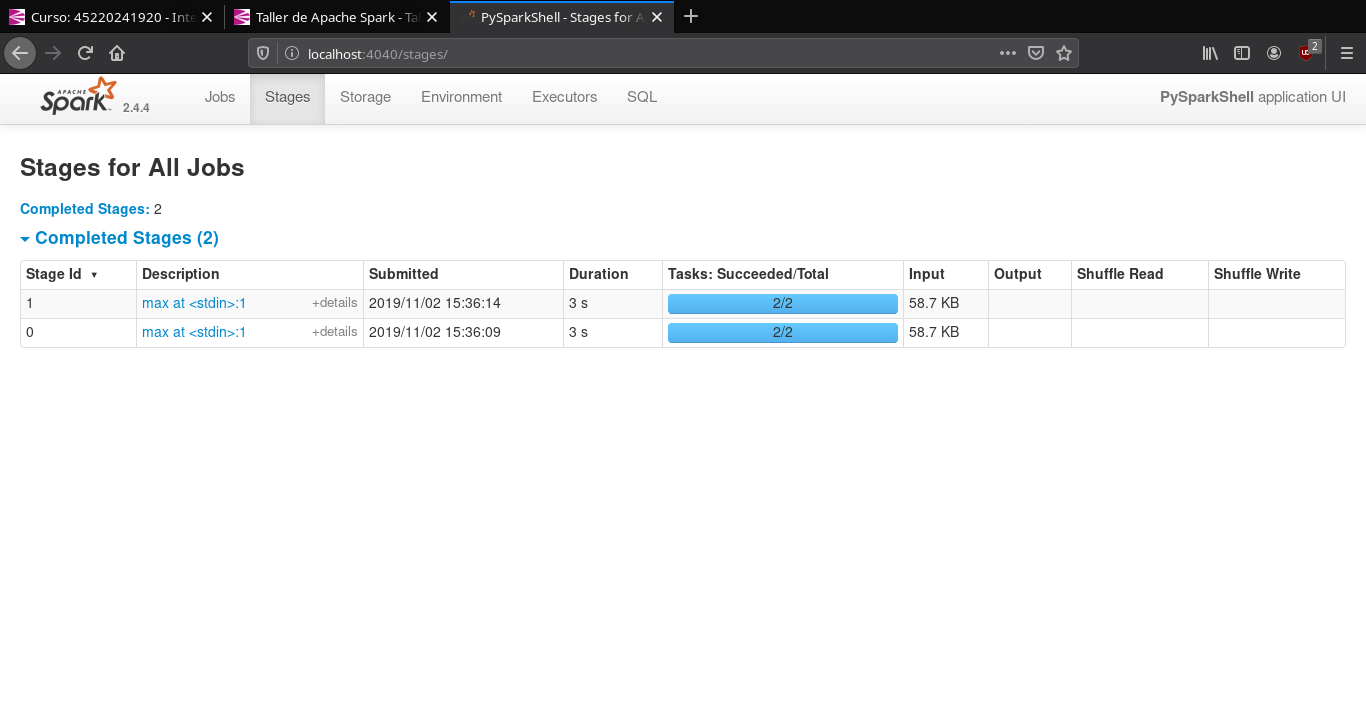 Curso: 45220241920 - Inte
Taller de Apache Spark - Tal
PySparkShell - Stages for A
localhost:4040/stages/
2
APACHE
Spark 2.4.4
Jobs Stages Storage Environment Executors SQL PySparkShell application UI
Stages for All Jobs
Completed Stages: 2
Completed Stages (2)
Stage Id ▾ Description Submitted Duration Tasks: Succeeded/Total Input Output Shuffle Read Shuffle Write
1 max at <stdin>:1 +details 2019/11/02 15:36:14 3 s 2/2 58.7 KB
0 max at <stdin>:1 +details 2019/11/02 15:36:09 3 s 2/2 58.7 KB